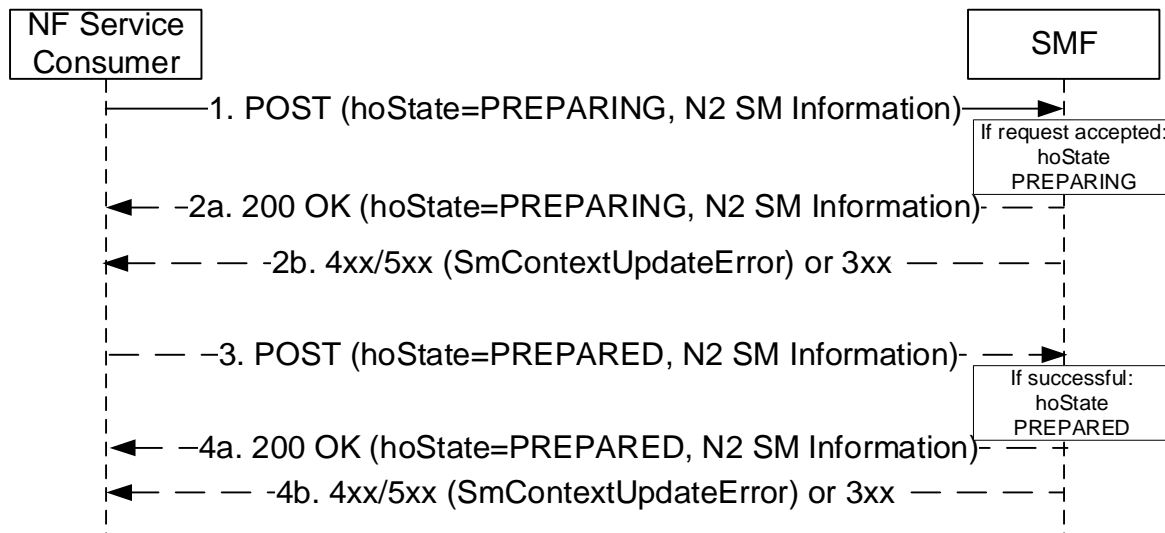 NF Service
Consumer
SMF
1. POST (hoState=PREPARING, N2 SM Information)
If request accepted:
hoState
PREPARING
2a. 200 OK (hoState=PREPARING, N2 SM Information)
2b. 4xx/5xx (SmContextUpdateError) or 3xx
3. POST (hoState=PREPARED, N2 SM Information)
If successful:
hoState
PREPARED
4a. 200 OK (hoState=PREPARED, N2 SM Information)
4b. 4xx/5xx (SmContextUpdateError) or 3xx